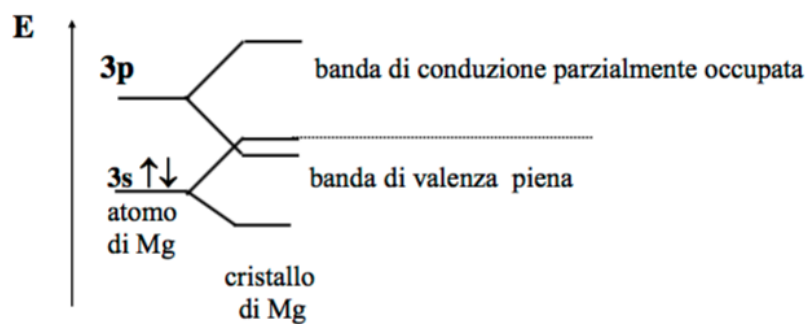 E
3p
banda di conduzione parzialmente occupata
3s ↑↓
banda di valenza piena
atomo
di Mg
cristallo
di Mg